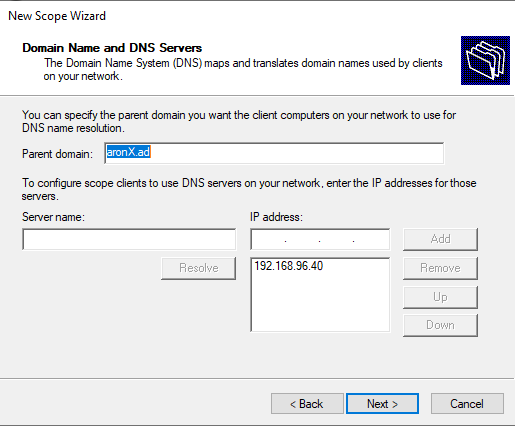 New Scope Wizard
Domain Name and DNS Servers
The Domain Name System (DNS) maps and translates domain names used by clients
on your network.
You can specify the parent domain you want the client computers on your network to use for
DNS name resolution.
Parent domain: aronX.ad
To configure scope clients to use DNS servers on your network, enter the IP addresses for those
servers.
Server name: IP address:
. . . Add
Resolve 192.168.96.40 Remove
Up
Down
< Back Next > Cancel